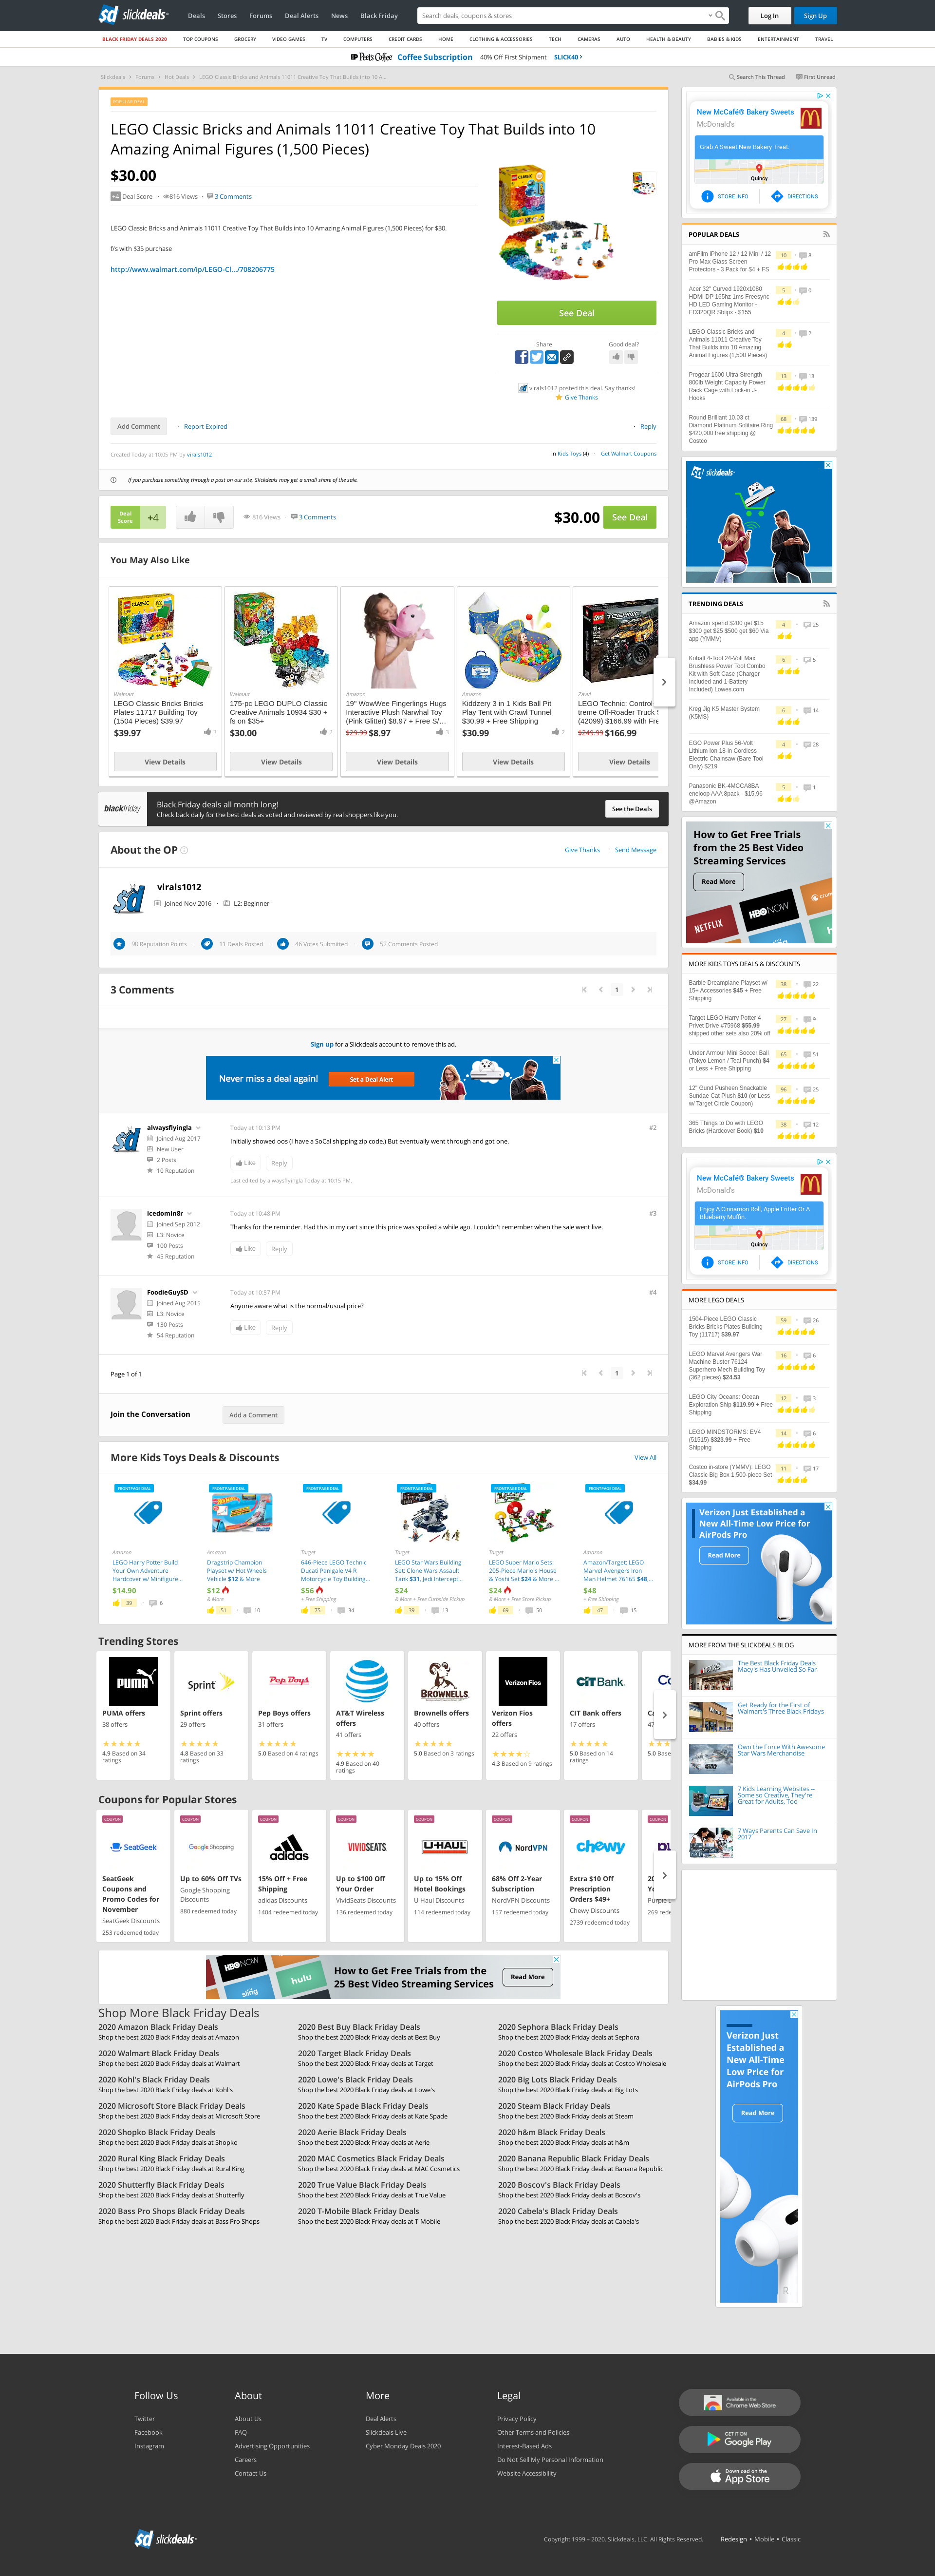 slickdeals
Deals
Stores
Forums
Deal Alerts
News
Black Friday
Search deals, coupons & stores
Log In
Sign Up
BLACK FRIDAY DEALS 2020
TOP COUPONS
GROCERY
VIDEO GAMES
TV
COMPUTERS
CREDIT CARDS
HOME
CLOTHING & ACCESSORIES
TECH
CAMERAS
AUTO
HEALTH & BEAUTY
BABIES & KIDS
ENTERTAINMENT
TRAVEL
Peet's Coffee Coffee Subscription 40% Off First Shipment SLICK40
Slickdeals
Forums
Hot Deals
LEGO Classic Bricks and Animals 11011 Creative Toy That Builds into 10 A...
Search This Thread
First Unread
POPULAR DEAL
LEGO Classic Bricks and Animals 11011 Creative Toy That Builds into 10
Amazing Animal Figures (1,500 Pieces)
$30.00
+4 Deal Score
816 Views
3 Comments
LEGO Classic Bricks and Animals 11011 Creative Toy That Builds into 10 Amazing Animal Figures (1,500 Pieces) for $30.
f/s with $35 purchase
http://www.walmart.com/ip/LEGO-Cl.../708206775
See Deal
Share
Good deal?
virals1012 posted this deal. Say thanks!
Give Thanks
Add Comment
Report Expired
Reply
Created Today at 10:05 PM by virals1012
in Kids Toys (4)
Get Walmart Coupons
If you purchase something through a post on our site, Slickdeals may get a small share of the sale.
Deal
Score
+4
816 Views
3 Comments
$30.00
See Deal
You May Also Like
Walmart
LEGO Classic Bricks Bricks
Plates 11717 Building Toy
(1504 Pieces) $39.97
$39.97
3
View Details
Walmart
175-pc LEGO DUPLO Classic
Creative Animals 10934 $30 +
fs on $35+
$30.00
2
View Details
Amazon
19" WowWee Fingerlings Hugs
Interactive Plush Narwhal Toy
(Pink Glitter) $8.97 + Free S/...
$29.99 $8.97
3
View Details
Amazon
Kiddzery 3 in 1 Kids Ball Pit
Play Tent with Crawl Tunnel
$30.99 + Free Shipping
$30.99
2
View Details
Zavvi
LEGO Technic: Control
treme Off-Roader Truck
(42099) $166.99 with Fre
$249.99 $166.99
View Details
blackfriday
Black Friday deals all month long!
Check back daily for the best deals as voted and reviewed by real shoppers like you.
See the Deals
About the OP
Give Thanks
Send Message
virals1012
Joined Nov 2016
L2: Beginner
90 Reputation Points
11 Deals Posted
46 Votes Submitted
52 Comments Posted
3 Comments
1
Sign up for a Slickdeals account to remove this ad.
Never miss a deal again!
Set a Deal Alert
alwaysflyingla
Joined Aug 2017
New User
2 Posts
10 Reputation
Today at 10:13 PM
#2
Initially showed oos (I have a SoCal shipping zip code.) But eventually went through and got one.
Like
Reply
Last edited by alwaysflyingla Today at 10:15 PM.
icedomin8r
Joined Sep 2012
L3: Novice
100 Posts
45 Reputation
Today at 10:48 PM
#3
Thanks for the reminder. Had this in my cart since this price was spoiled a while ago. I couldn't remember when the sale went live.
Like
Reply
FoodieGuySD
Joined Aug 2015
L3: Novice
130 Posts
54 Reputation
Today at 10:57 PM
#4
Anyone aware what is the normal/usual price?
Like
Reply
Page 1 of 1
1
Join the Conversation
Add a Comment
More Kids Toys Deals & Discounts
View All
FRONTPAGE DEAL
Amazon
LEGO Harry Potter Build
Your Own Adventure
Hardcover w/ Minifigure...
$14.90
39
6
Amazon
Dragstrip Champion
Playset w/ Hot Wheels
Vehicle $12 & More
$12
& More
51
10
FRONTPAGE DEAL
Target
646-Piece LEGO Technic
Ducati Panigale V4 R
Motorcycle Toy Building...
$56
+ Free Shipping
75
34
FRONTPAGE DEAL
Target
LEGO Star Wars Building
Set: Clone Wars Assault
Tank $31, Jedi Intercept...
$24
& More + Free Curbside Pickup
39
13
FRONTPAGE DEAL
Target
LEGO Super Mario Sets:
205-Piece Mario's House
& Yoshi Set $24 & More ...
$24
& More + Free Store Pickup
69
50
FRONTPAGE DEAL
Amazon
Amazon/Target: LEGO
Marvel Avengers Iron
Man Helmet 76165 $48,...
$48
+ Free Shipping
47
15
Trending Stores
PUMA
PUMA offers
38 offers
4.9 Based on 34
ratings
Sprint
Sprint offers
29 offers
4.8 Based on 33
ratings
Pep Boys
Pep Boys offers
31 offers
5.0 Based on 4 ratings
AT&T Wireless
offers
41 offers
4.9 Based on 40
ratings
BROWNELLS
Brownells offers
40 offers
5.0 Based on 3 ratings
Verizon Fios
Verizon Fios
offers
22 offers
4.3 Based on 9 ratings
CIT BANK
CIT Bank offers
17 offers
5.0 Based on 14
ratings
Coupons for Popular Stores
COUPON
SeatGeek
SeatGeek
Coupons and
Promo Codes for
November
SeatGeek Discounts
253 redeemed today
COUPON
Google Shopping
Up to 60% Off TVs
Google Shopping
Discounts
880 redeemed today
COUPON
adidas
15% Off + Free
Shipping
adidas Discounts
1404 redeemed today
COUPON
VIVIDSEATS
Up to $100 Off
Your Order
VividSeats Discounts
136 redeemed today
COUPON
U-HAUL
Up to 15% Off
Hotel Bookings
U-Haul Discounts
114 redeemed today
COUPON
NordVPN
68% Off 2-Year
Subscription
NordVPN Discounts
157 redeemed today
COUPON
chewy
Extra $10 Off
Prescription
Orders $49+
Chewy Discounts
2739 redeemed today
COUPON
HBO NOW
sling
hulu
How to Get Free Trials from the
25 Best Video Streaming Services
Read More
Shop More Black Friday Deals
2020 Amazon Black Friday Deals
Shop the best 2020 Black Friday deals at Amazon
2020 Best Buy Black Friday Deals
Shop the best 2020 Black Friday deals at Best Buy
2020 Sephora Black Friday Deals
Shop the best 2020 Black Friday deals at Sephora
2020 Walmart Black Friday Deals
Shop the best 2020 Black Friday deals at Walmart
2020 Target Black Friday Deals
Shop the best 2020 Black Friday deals at Target
2020 Costco Wholesale Black Friday Deals
Shop the best 2020 Black Friday deals at Costco Wholesale
2020 Kohl's Black Friday Deals
Shop the best 2020 Black Friday deals at Kohl's
2020 Lowe's Black Friday Deals
Shop the best 2020 Black Friday deals at Lowe's
2020 Big Lots Black Friday Deals
Shop the best 2020 Black Friday deals at Big Lots
2020 Microsoft Store Black Friday Deals
Shop the best 2020 Black Friday deals at Microsoft Store
2020 Kate Spade Black Friday Deals
Shop the best 2020 Black Friday deals at Kate Spade
2020 Steam Black Friday Deals
Shop the best 2020 Black Friday deals at Steam
2020 Shopko Black Friday Deals
Shop the best 2020 Black Friday deals at Shopko
2020 Aerie Black Friday Deals
Shop the best 2020 Black Friday deals at Aerie
2020 h&m Black Friday Deals
Shop the best 2020 Black Friday deals at h&m
2020 Rural King Black Friday Deals
Shop the best 2020 Black Friday deals at Rural King
2020 MAC Cosmetics Black Friday Deals
Shop the best 2020 Black Friday deals at MAC Cosmetics
2020 Banana Republic Black Friday Deals
Shop the best 2020 Black Friday deals at Banana Republic
2020 Shutterfly Black Friday Deals
Shop the best 2020 Black Friday deals at Shutterfly
2020 True Value Black Friday Deals
Shop the best 2020 Black Friday deals at True Value
2020 Boscov's Black Friday Deals
Shop the best 2020 Black Friday deals at Boscov's
2020 Bass Pro Shops Black Friday Deals
Shop the best 2020 Black Friday deals at Bass Pro Shops
2020 T-Mobile Black Friday Deals
Shop the best 2020 Black Friday deals at T-Mobile
2020 Cabela's Black Friday Deals
Shop the best 2020 Black Friday deals at Cabela's
New McCafé® Bakery Sweets
McDonald's
Grab A Sweet New Bakery Treat.
Quincy
STORE INFO
DIRECTIONS
POPULAR DEALS
amFilm iPhone 12 / 12 Mini / 12
Pro Max Glass Screen
Protectors - 3 Pack for $4 + FS
10
8
Acer 32" Curved 1920x1080
HDMI DP 165hz 1ms Freesync
HD LED Gaming Monitor -
ED320QR Sbiipx - $155
5
0
LEGO Classic Bricks and
Animals 11011 Creative Toy
That Builds into 10 Amazing
Animal Figures (1,500 Pieces)
4
2
Progear 1600 Ultra Strength
800lb Weight Capacity Power
Rack Cage with Lock-in J-
Hooks
13
13
Round Brilliant 10.03 ct
Diamond Platinum Solitaire Ring
$420,000 free shipping @
Costco
68
139
slickdeals
TRENDING DEALS
Amazon spend $200 get $15
$300 get $25 $500 get $60 Via
app (YMMV)
4
25
Kobalt 4-Tool 24-Volt Max
Brushless Power Tool Combo
Kit with Soft Case (Charger
Included and 1-Battery
Included) Lowes.com
6
5
Kreg Jig K5 Master System
(K5MS)
6
14
EGO Power Plus 56-Volt
Lithium Ion 18-in Cordless
Electric Chainsaw (Bare Tool
Only) $219
4
28
Panasonic BK-4MCCA8BA
eneloop AAA 8pack - $15.96
@Amazon
5
1
How to Get Free Trials
from the 25 Best Video
Streaming Services
Read More
NETFLIX
HBO NOW
crunchyroll
MORE KIDS TOYS DEALS & DISCOUNTS
Barbie Dreamplane Playset w/
15+ Accessories $45 + Free
Shipping
38
22
Target LEGO Harry Potter 4
Privet Drive #75968 $55.99
shipped other sets also 20% off
27
9
Under Armour Mini Soccer Ball
(Tokyo Lemon / Teal Punch) $4
or Less + Free Shipping
65
51
12" Gund Pusheen Snackable
Sundae Cat Plush $10 (or Less
w/ Target Circle Coupon)
96
25
365 Things to Do with LEGO
Bricks (Hardcover Book) $10
38
12
New McCafé® Bakery Sweets
McDonald's
Enjoy A Cinnamon Roll, Apple Fritter Or A
Blueberry Muffin.
Quincy
STORE INFO
DIRECTIONS
MORE LEGO DEALS
1504-Piece LEGO Classic
Bricks Bricks Plates Building
Toy (11717) $39.97
59
26
LEGO Marvel Avengers War
Machine Buster 76124
Superhero Mech Building Toy
(362 pieces) $24.53
16
6
LEGO City Oceans: Ocean
Exploration Ship $119.99 + Free
Shipping
12
3
LEGO MINDSTORMS: EV4
(51515) $323.99 + Free
Shipping
14
6
Costco in-store (YMMV): LEGO
Classic Big Box 1,500-piece Set
$34.99
11
17
Verizon Just Established a
New All-Time Low Price for
AirPods Pro
Read More
MORE FROM THE SLICKDEALS BLOG
The Best Black Friday Deals
Macy's Has Unveiled So Far
Get Ready for the First of
Walmart's Three Black Fridays
Own the Force With Awesome
Star Wars Merchandise
7 Kids Learning Websites --
Some so Creative, They're
Great for Adults, Too
7 Ways Parents Can Save In
2017
Verizon Just
Established a
New All-Time
Low Price for
AirPods Pro
Read More
Follow Us
Twitter
Facebook
Instagram
About
About Us
FAQ
Advertising Opportunities
Careers
Contact Us
More
Deal Alerts
Slickdeals Live
Cyber Monday Deals 2020
Legal
Privacy Policy
Other Terms and Policies
Interest-Based Ads
Do Not Sell My Personal Information
Website Accessibility
Available in the
Chrome Web Store
GET IT ON
Google Play
Download on the
App Store
slickdeals
Copyright 1999 - 2020. Slickdeals, LLC. All Rights Reserved.
Redesign • Mobile • Classic